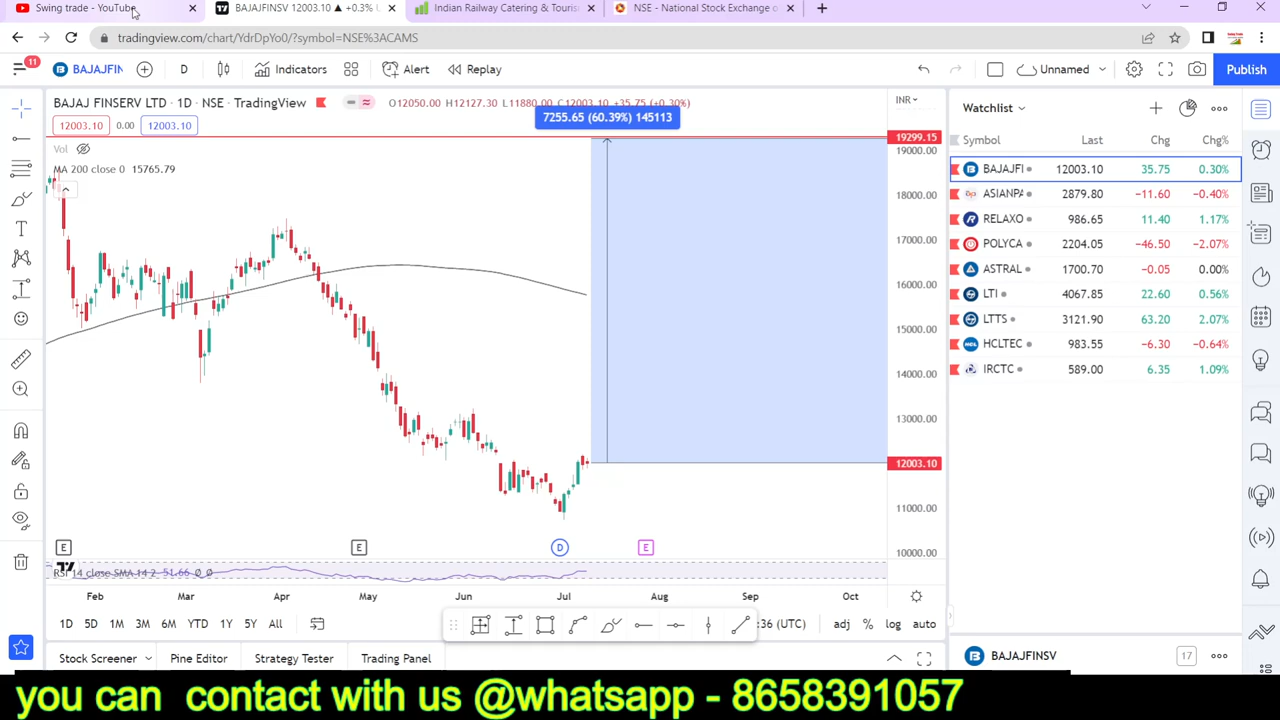 Swing trade - YouTube
BAJAJFINSV 12003.10 ▲ +0.3%
Indian Railway Catering & Touris
NSE - National Stock Exchange o
tradingview.com/chart/YdrDpYo0/?symbol=NSE%3ACAMS
11
BAJAJFIN
D
Indicators
Alert
Replay
Unnamed
Publish
BAJAJ FINSERV LTD · 1D · NSE · TradingView
O12050.00 H12127.30 L11880.00 C12003.10 +35.75 (+0.30%)
12003.10
0.00
12003.10
7255.65 (60.39%) 145113
Vol
MA 200 close 0 15765.79
INR
19299.15
19000.00
18000.00
17000.00
16000.00
15000.00
14000.00
13000.00
12003.10
11000.00
10000.00
E
E
D
E
RSI 14 close SMA 14 2 51.66 Ø Ø
Feb
Mar
Apr
May
Jun
Jul
Aug
Sep
Oct
1D
5D
1M
3M
6M
YTD
1Y
5Y
All
:36 (UTC)
adj
%
log
auto
Stock Screener
Pine Editor
Strategy Tester
Trading Panel
Watchlist
Symbol Last Chg Chg%
BAJAJFI 12003.10 35.75 0.30%
ASIANPA 2879.80 −11.60 −0.40%
RELAXO 986.65 11.40 1.17%
POLYCA 2204.05 −46.50 −2.07%
ASTRAL 1700.70 −0.05 0.00%
LTI 4067.85 22.60 0.56%
LTTS 3121.90 63.20 2.07%
HCLTEC 983.55 −6.30 −0.64%
IRCTC 589.00 6.35 1.09%
BAJAJFINSV
17
you can contact with us @whatsapp - 8658391057